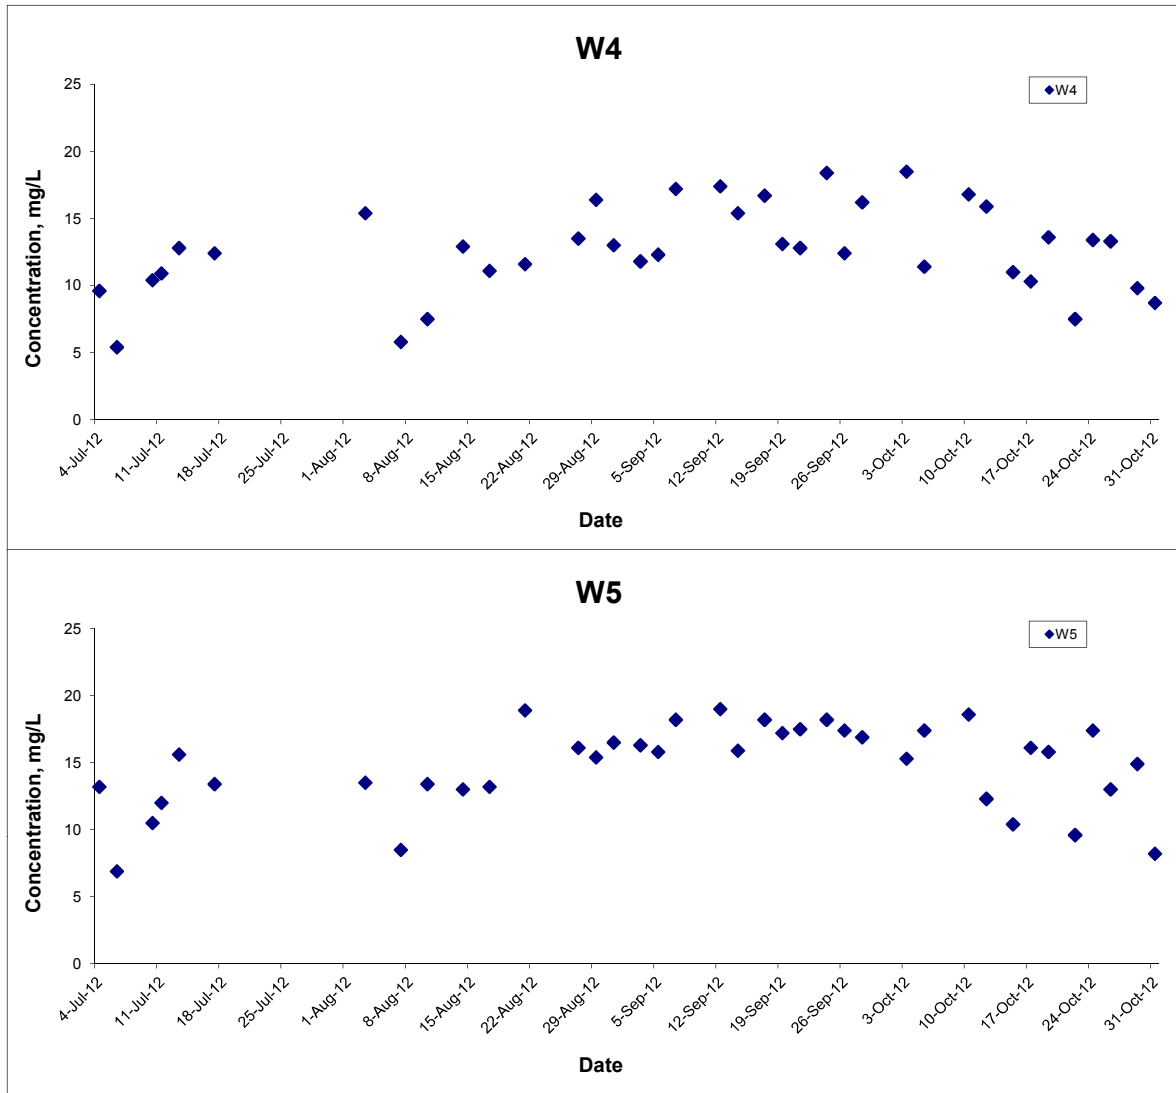 W4
25
W4
20
15
10
5
0
Concentration, mg/L
4-Jul-12
11-Jul-12
18-Jul-12
25-Jul-12
1-Aug-12
8-Aug-12
15-Aug-12
22-Aug-12
29-Aug-12
5-Sep-12
12-Sep-12
19-Sep-12
26-Sep-12
3-Oct-12
10-Oct-12
17-Oct-12
24-Oct-12
31-Oct-12
Date
W5
25
W5
20
15
10
5
0
Concentration, mg/L
4-Jul-12
11-Jul-12
18-Jul-12
25-Jul-12
1-Aug-12
8-Aug-12
15-Aug-12
22-Aug-12
29-Aug-12
5-Sep-12
12-Sep-12
19-Sep-12
26-Sep-12
3-Oct-12
10-Oct-12
17-Oct-12
24-Oct-12
31-Oct-12
Date